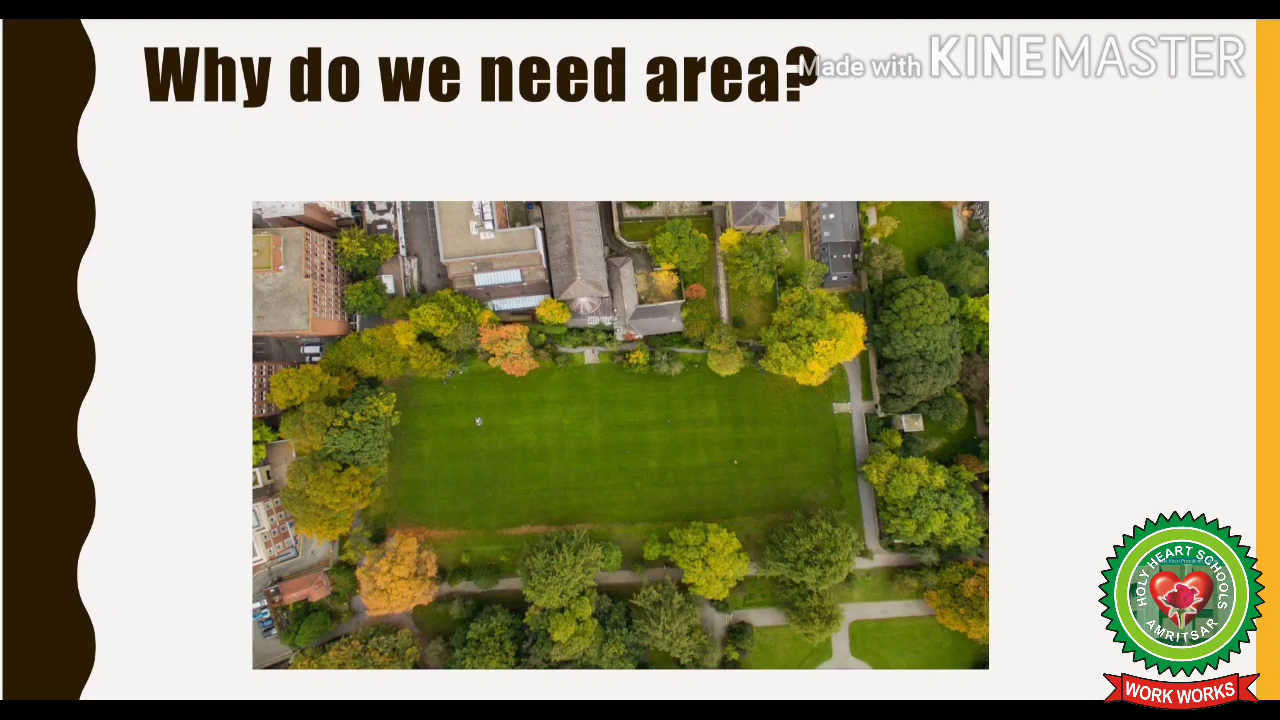 Why do we need area?
Made with KINEMASTER
HOLY HEART SCHOOLS
AMRITSAR
WORK WORKS